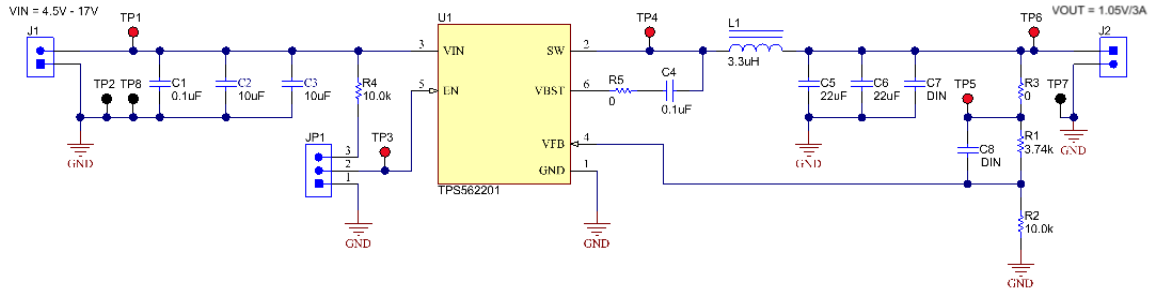 VIN = 4.5V - 17V
VOUT = 1.05V/3A
J1
TP1
U1
TP4
L1
TP6
J2
3
VIN
SW
2
3.3uH
TP2
TP8
C1
0.1uF
C2
10uF
C3
10uF
R4
10.0k
5
EN
VBST
6
R5
0
C4
0.1uF
C5
22uF
C6
22uF
C7
DIN
TP5
R3
0
TP7
GND
JP1
3
2
1
TP3
VFB
4
GND
1
TPS562201
C8
DIN
R1
3.74k
GND
R2
10.0k
GND
GND
GND